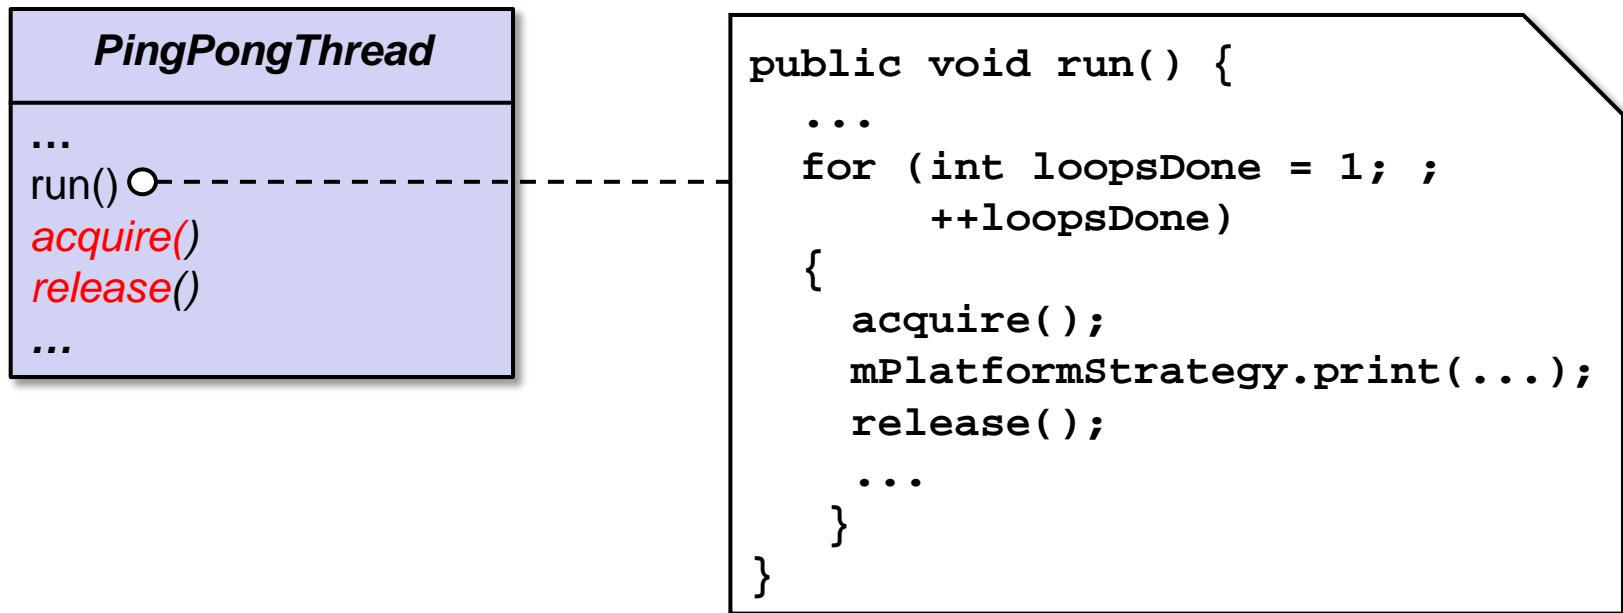 PingPongThread
…
run()
acquire()
release()
…
public void run() {
...
for (int loopsDone = 1; ;
++loopsDone)
{
acquire();
mPlatformStrategy.print(...);
release();
...
}
}